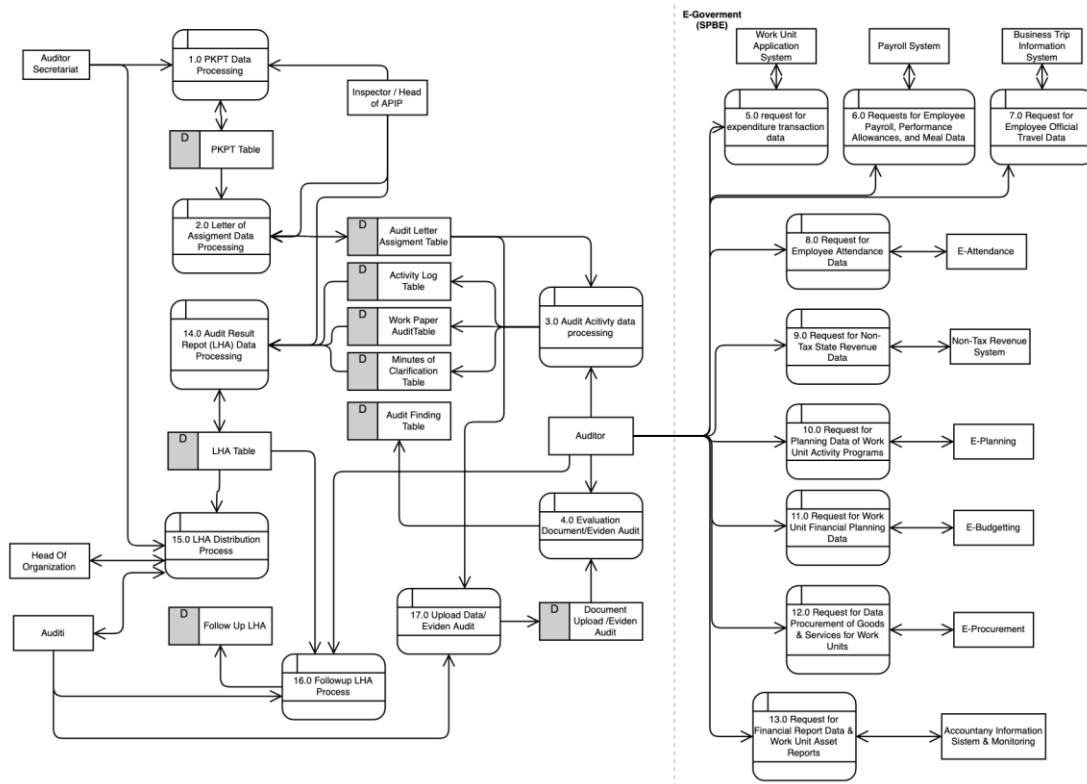 E-Goverment
(SPBE)
Auditor
Secretariat
1.0 PKPT Data
Processing
Inspector / Head
of APIP
D
PKPT Table
2.0 Letter of
Assigment Data
Processing
D
Audit Letter
Assigment Table
D
Activity Log
Table
D
Work Paper
AuditTable
D
Minutes of
Clarification
Table
D
Audit Finding
Table
3.0 Audit Acitivty data
processing
14.0 Audit Result
Repot (LHA) Data
Processing
D
LHA Table
Auditor
4.0 Evaluation
Document/Eviden Audit
15.0 LHA Distribution
Process
Head Of
Organization
Auditi
D
Follow Up LHA
16.0 Followup LHA
Process
17.0 Upload Data/
Eviden Audit
D
Document
Upload /Eviden
Audit
Work Unit
Application
System
Payroll System
Business Trip
Information
System
5.0 request for
expenditure transaction
data
6.0 Requests for Employee
Payroll, Performance
Allowances, and Meal Data
7.0 Request for
Employee Official
Travel Data
8.0 Request for
Employee Attendance
Data
E-Attendance
9.0 Request for Non-
Tax State Revenue
Data
Non-Tax Revenue
System
10.0 Request for
Planning Data of Work
Unit Activity Programs
E-Planning
11.0 Request for Work
Unit Financial Planning
Data
E-Budgetting
12.0 Request for Data
Procurement of Goods
& Services for Work
Units
E-Procurement
13.0 Request for
Financial Report Data &
Work Unit Asset
Reports
Accountany Information
Sistem & Monitoring